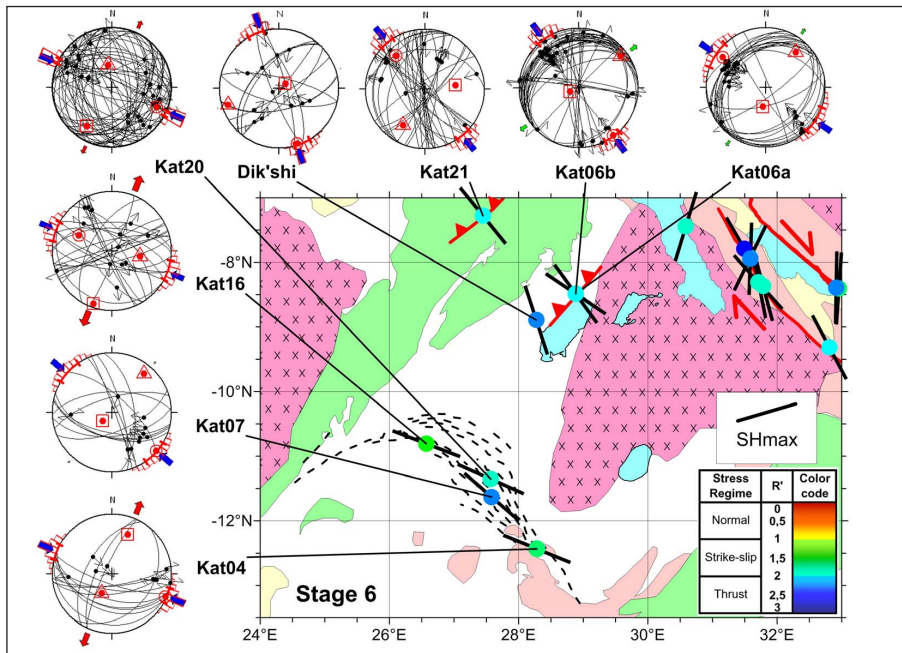 N
N
N
N
N
Kat20
Dik'shi
Kat21
Kat06b
Kat06a
N
Kat16
-8°
N
-10°
Kat07
SHmax
Stress Regime R' Color code
Normal 0 0,5 1
Strike-slip 1,5 2
Thrust 2,5 3
N
-12°
Kat04
Stage 6
24°E 26°E 28°E 30°E 32°E